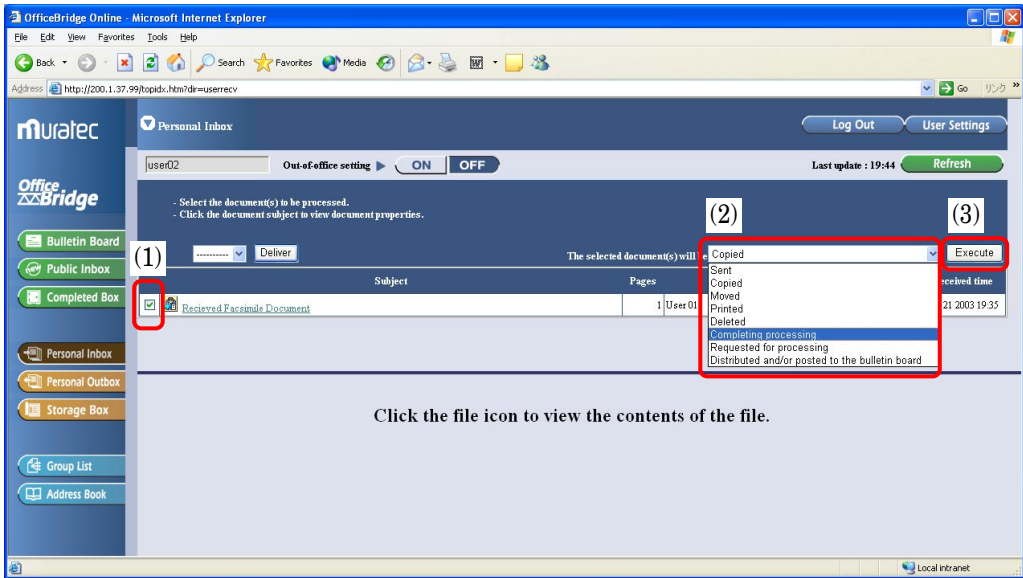 OfficeBridge Online - Microsoft Internet Explorer
File Edit View Favorites Tools Help
Back Search Favorites Media
Address http://200.1.37.99/topidx.htm?dir=userrecv Go リンク »
muratec
Personal Inbox
Log Out User Settings
user02 Out-of-office setting ON OFF Last update : 19:44 Refresh
Office Bridge
- Select the document(s) to be processed.
- Click the document subject to view document properties.
(1) (2) (3)
---------- Deliver The selected document(s) will be Copied Execute
Subject Pages received time
Recieved Facsimile Document 1 User 01 21 2003 19:35
Sent
Copied
Moved
Printed
Deleted
Completing processing
Requested for processing
Distributed and/or posted to the bulletin board
Bulletin Board
Public Inbox
Completed Box
Personal Inbox
Personal Outbox
Storage Box
Group List
Address Book
Click the file icon to view the contents of the file.
Local intranet